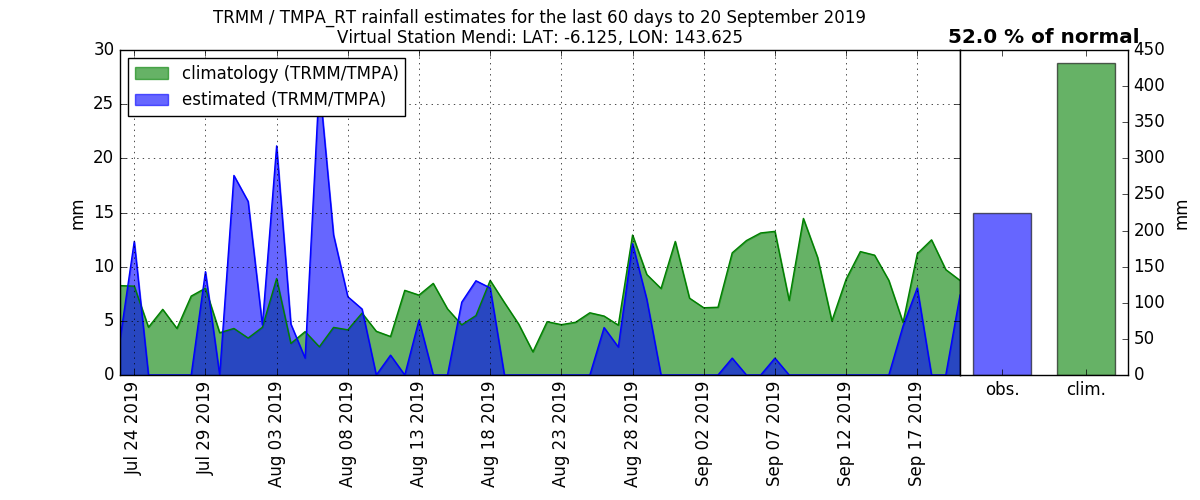 TRMM / TMPA_RT rainfall estimates for the last 60 days to 20 September 2019
Virtual Station Mendi: LAT: -6.125, LON: 143.625
52.0 % of normal
climatology (TRMM/TMPA)
estimated (TRMM/TMPA)
30
25
20
15
10
5
0
mm
Jul 24 2019
Jul 29 2019
Aug 03 2019
Aug 08 2019
Aug 13 2019
Aug 18 2019
Aug 23 2019
Aug 28 2019
Sep 02 2019
Sep 07 2019
Sep 12 2019
Sep 17 2019
450
400
350
300
250
200
150
100
50
0
mm
obs.
clim.